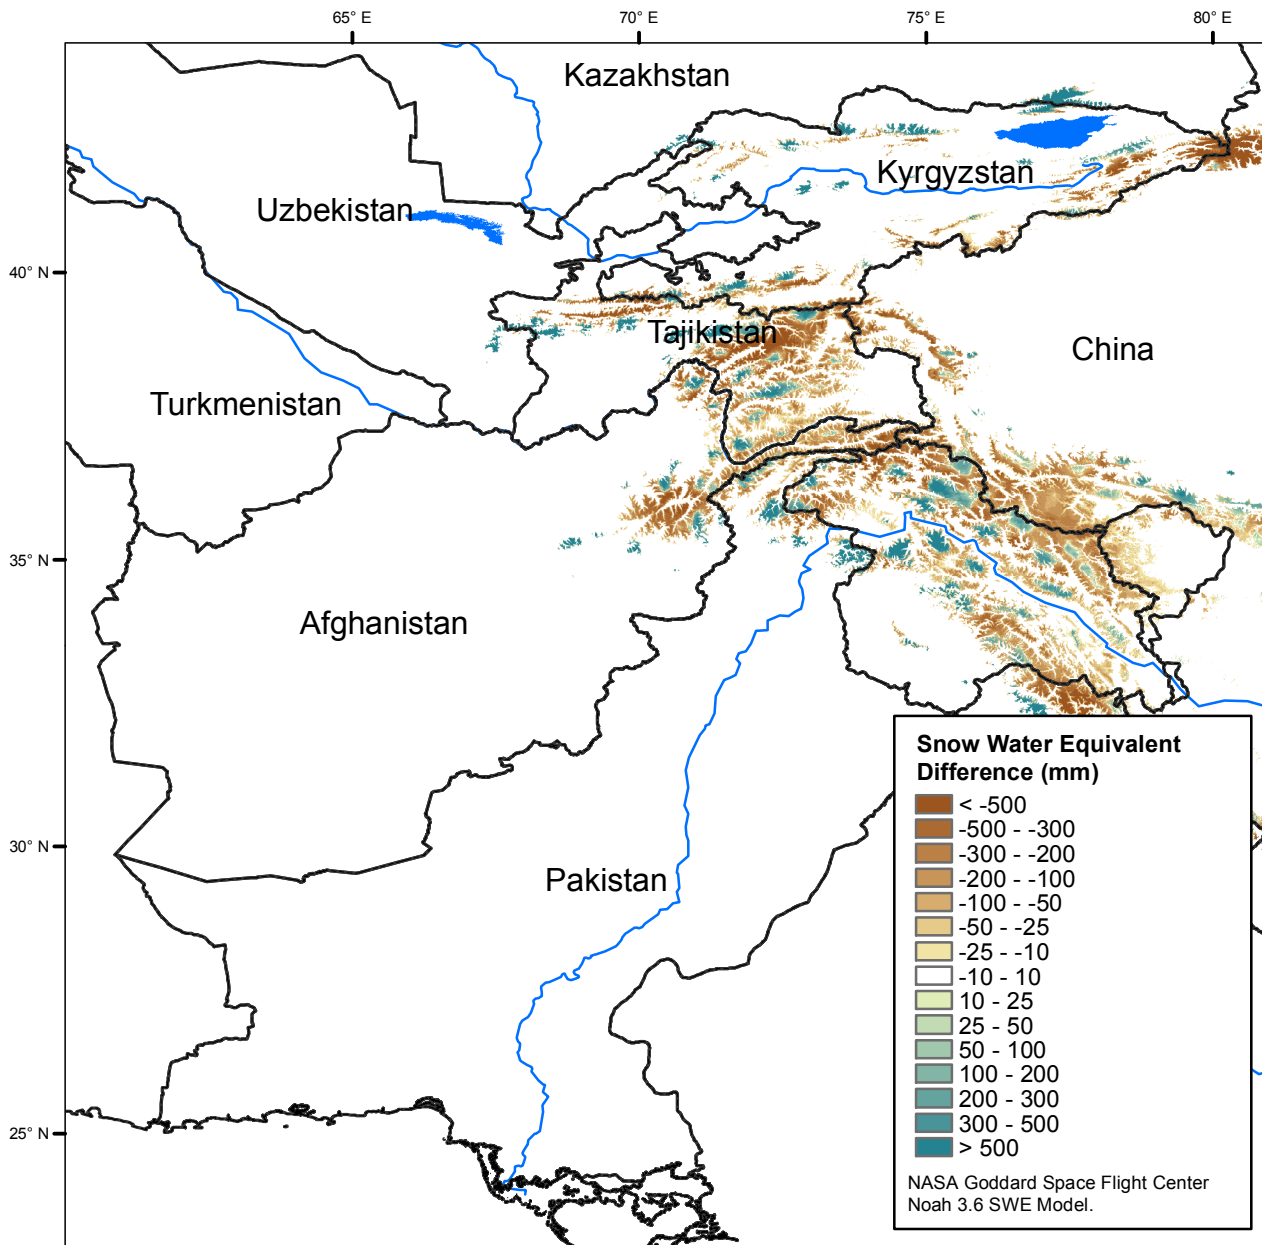 65° E
70° E
75° E
80° E
Kazakhstan
Kyrgyzstan
Uzbekistan
40° N
Tajikistan
China
Turkmenistan
35° N
Afghanistan
30° N
Pakistan
25° N
Snow Water Equivalent
Difference (mm)
< -500
-500 - -300
-300 - -200
-200 - -100
-100 - -50
-50 - -25
-25 - -10
-10 - 10
10 - 25
25 - 50
50 - 100
100 - 200
200 - 300
300 - 500
> 500
NASA Goddard Space Flight Center
Noah 3.6 SWE Model.